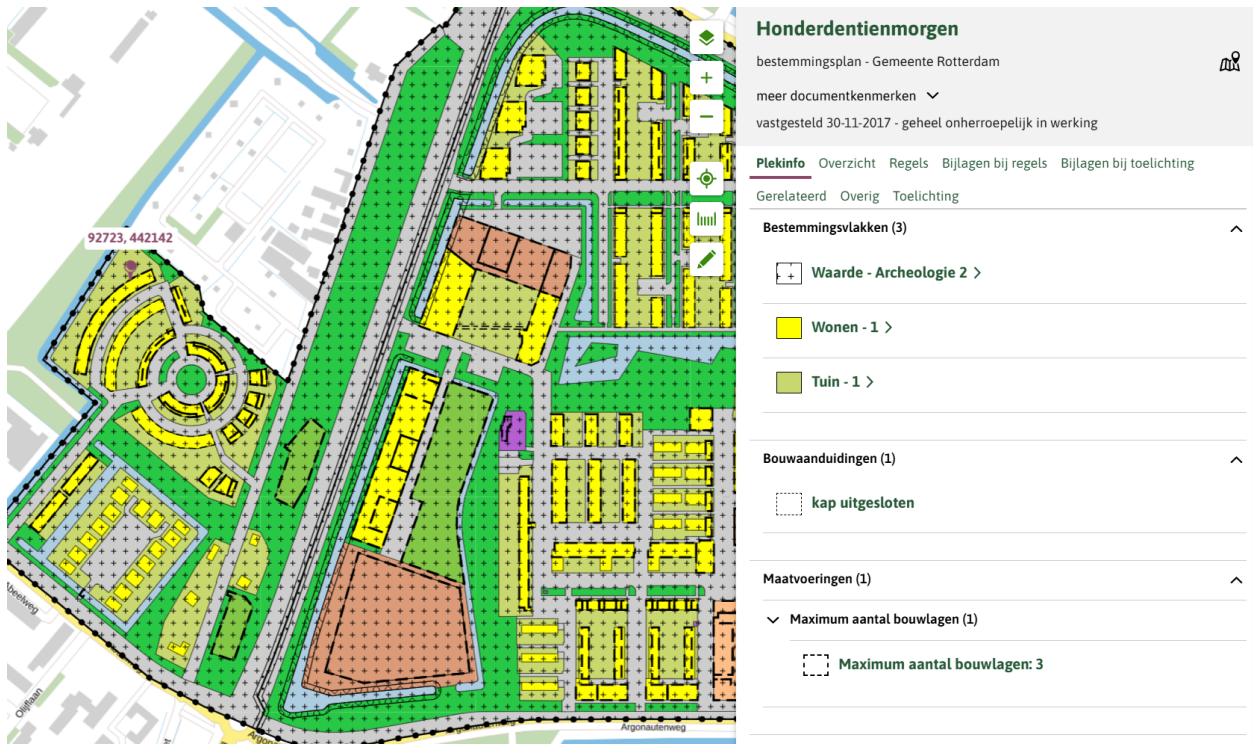 92723, 442142
Abeelweg
Olijflaan
Argonautenweg
Honderdentienmorgen
bestemmingsplan - Gemeente Rotterdam
meer documentkenmerken
vastgesteld 30-11-2017 - geheel onherroepelijk in werking
Plekinfo Overzicht Regels Bijlagen bij regels Bijlagen bij toelichting
Gerelateerd Overig Toelichting
Bestemmingsvlakken (3)
Waarde - Archeologie 2
Wonen - 1
Tuin - 1
Bouwaanduidingen (1)
kap uitgesloten
Maatvoeringen (1)
Maximum aantal bouwlagen (1)
Maximum aantal bouwlagen: 3